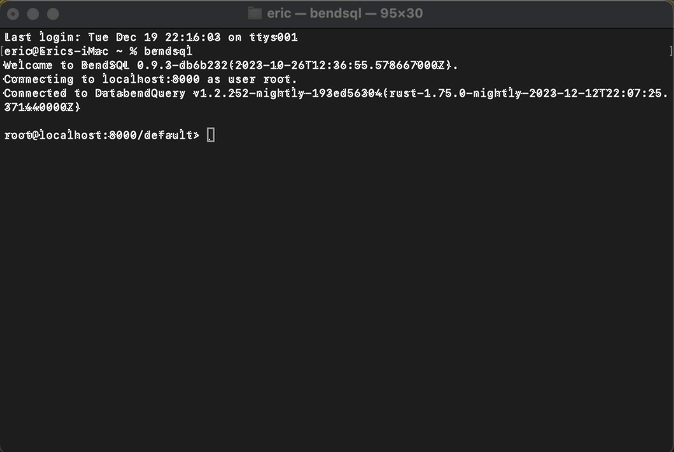 eric — bendsql — 95×30
Last login: Tue Dec 19 22:16:03 on ttys001
[eric@Erics-iMac ~ % bendsql ]
Welcome to BendSQL 0.9.3-db6b232(2023-10-26T12:36:55.578667000Z).
Connecting to localhost:8000 as user root.
Connected to DatabendQuery v1.2.252-nightly-193ed56304(rust-1.75.0-nightly-2023-12-12T22:07:25.
371440000Z)
root@localhost:8000/default>